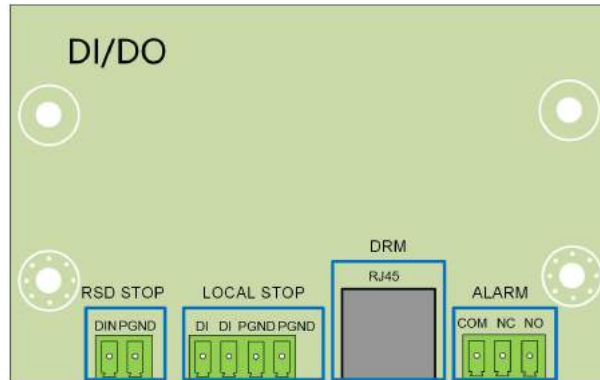 DI/DO
DRM
RJ45
RSD STOP
LOCAL STOP
ALARM
DIN PGND
DI DI PGND PGND
COM NC NO